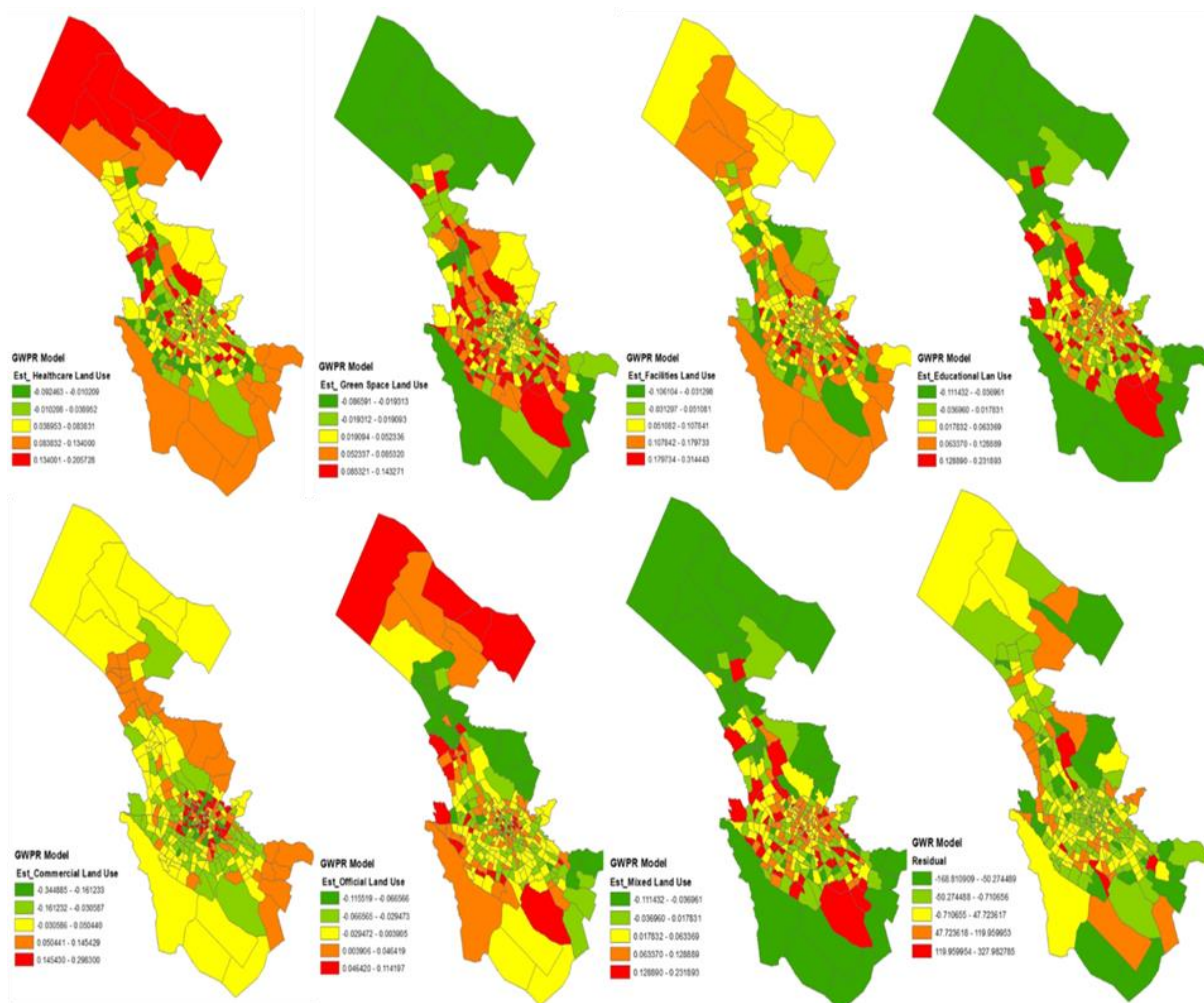 GWPR Model
Est_ Healthcare Land Use
-0.092463 - -0.010209
-0.010208 - 0.038952
0.038953 - 0.083831
0.083832 - 0.134000
0.134001 - 0.205728
GWPR Model
Est_ Green Space Land Use
-0.086591 - -0.019313
-0.019312 - 0.019093
0.019094 - 0.052336
0.052337 - 0.085320
0.085321 - 0.143271
GWPR Model
Est_Facilities Land Use
-0.106104 - -0.031298
-0.031297 - 0.051081
0.051082 - 0.107841
0.107842 - 0.179733
0.179734 - 0.314443
GWPR Model
Est_Educational Lan Use
-0.111432 - -0.036961
-0.036960 - 0.017831
0.017832 - 0.063369
0.063370 - 0.128889
0.128890 - 0.231893
GWPR Model
Est_Commercial Land Use
-0.344885 - -0.161233
-0.161232 - -0.030587
-0.030586 - 0.050440
0.050441 - 0.145429
0.145430 - 0.298300
GWPR Model
Est_Official Land Use
-0.115519 - -0.066566
-0.066565 - -0.029473
-0.029472 - 0.003905
0.003906 - 0.046419
0.046420 - 0.114197
GWPR Model
Est_Mixed Land Use
-0.111432 - -0.036961
-0.036960 - 0.017831
0.017832 - 0.063369
0.063370 - 0.128889
0.128890 - 0.231893
GWR Model
Residual
-168.810909 - -50.274489
-50.274488 - -0.710656
-0.710655 - 47.723617
47.723618 - 119.959953
119.959954 - 327.982785